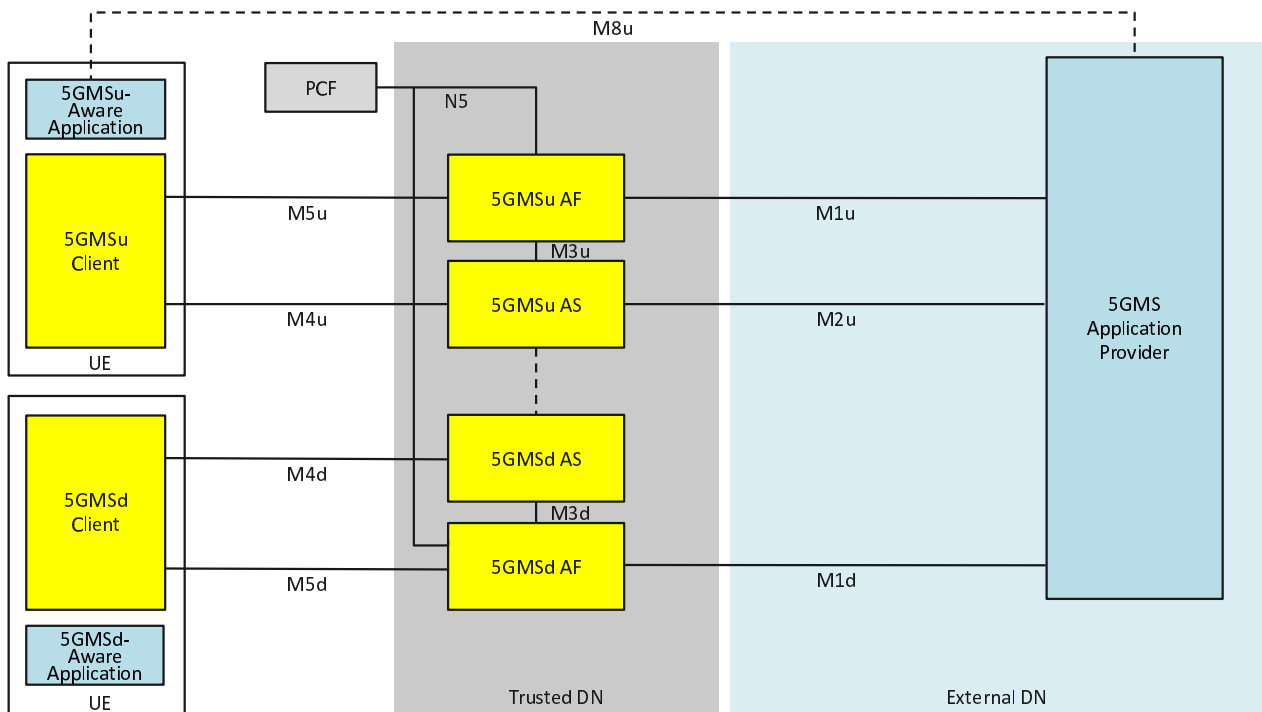 M8u
PCF
N5
5GMSu-
Aware
Application
5GMSu
Client
UE
M5u
5GMSu AF
M1u
M3u
M4u
5GMSu AS
M2u
5GMS
Application
Provider
5GMSd
Client
M4d
5GMSd AS
M3d
M5d
5GMSd AF
M1d
5GMSd-
Aware
Application
UE
Trusted DN
External DN